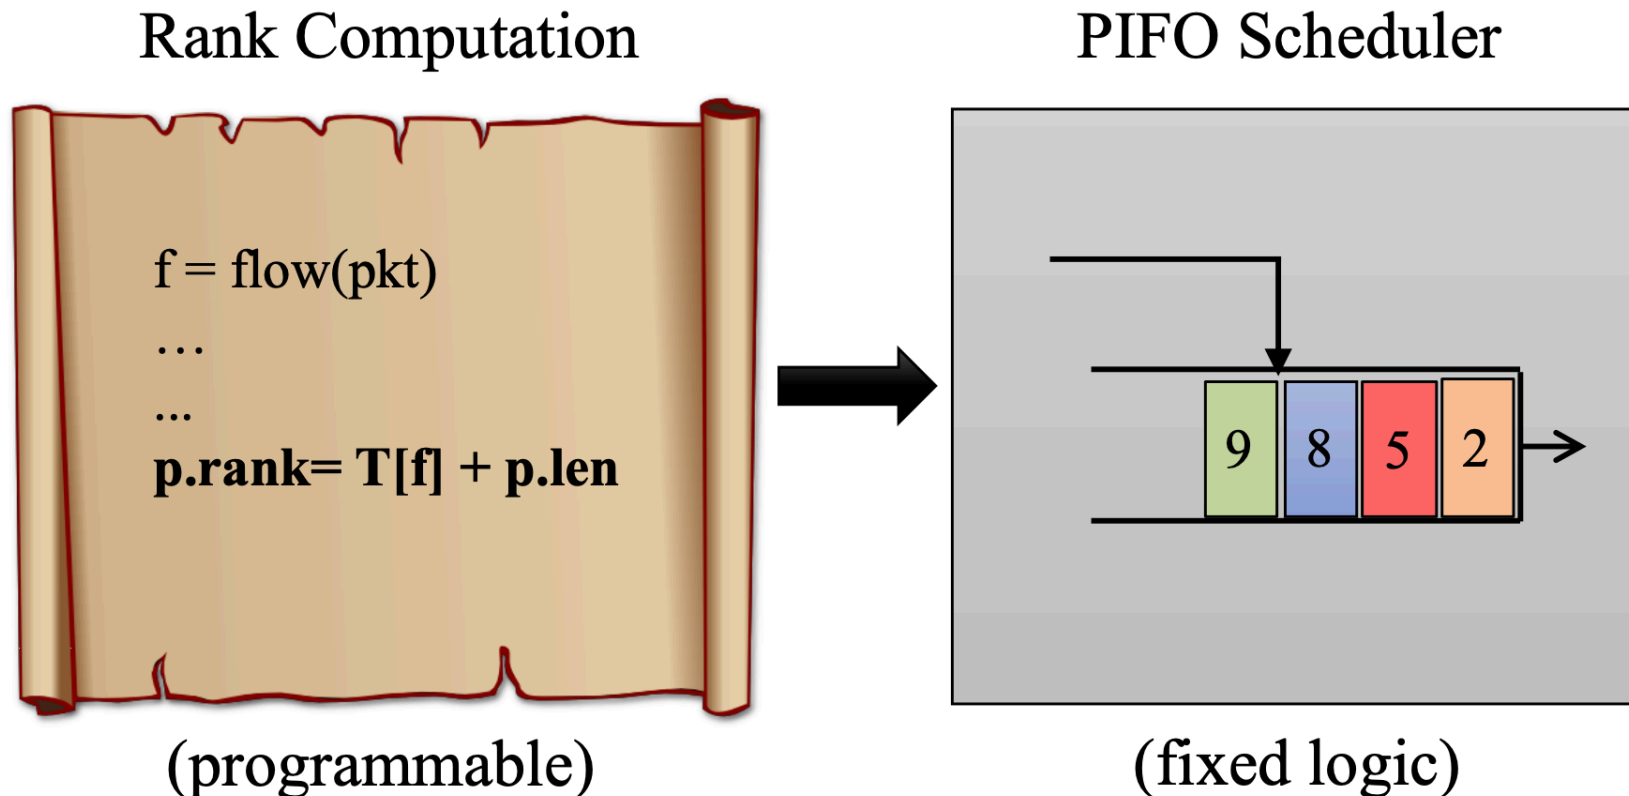 Rank Computation
f = flow(pkt)
…
...
p.rank= T[f] + p.len
(programmable)
PIFO Scheduler
9 8 5 2
(fixed logic)